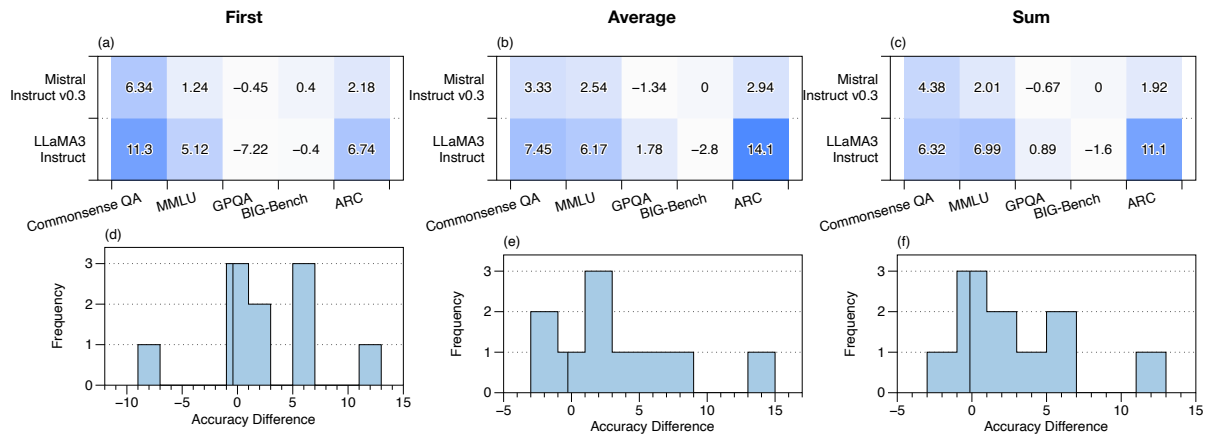 First Average Sum
(a) (b) (c)
Mistral Instruct v0.3 6.34 1.24 −0.45 0.4 2.18
LLaMA3 Instruct 11.3 5.12 −7.22 −0.4 6.74
Commonsense QA MMLU GPQA BIG-Bench ARC
Mistral Instruct v0.3 3.33 2.54 −1.34 0 2.94
LLaMA3 Instruct 7.45 6.17 1.78 −2.8 14.1
Commonsense QA MMLU GPQA BIG-Bench ARC
Mistral Instruct v0.3 4.38 2.01 −0.67 0 1.92
LLaMA3 Instruct 6.32 6.99 0.89 −1.6 11.1
Commonsense QA MMLU GPQA BIG-Bench ARC
(d)
Frequency
3
2
1
0
−10 −5 0 5 10 15
Accuracy Difference
(e)
Frequency
3
2
1
0
−5 0 5 10 15
Accuracy Difference
(f)
Frequency
3
2
1
0
−5 0 5 10 15
Accuracy Difference